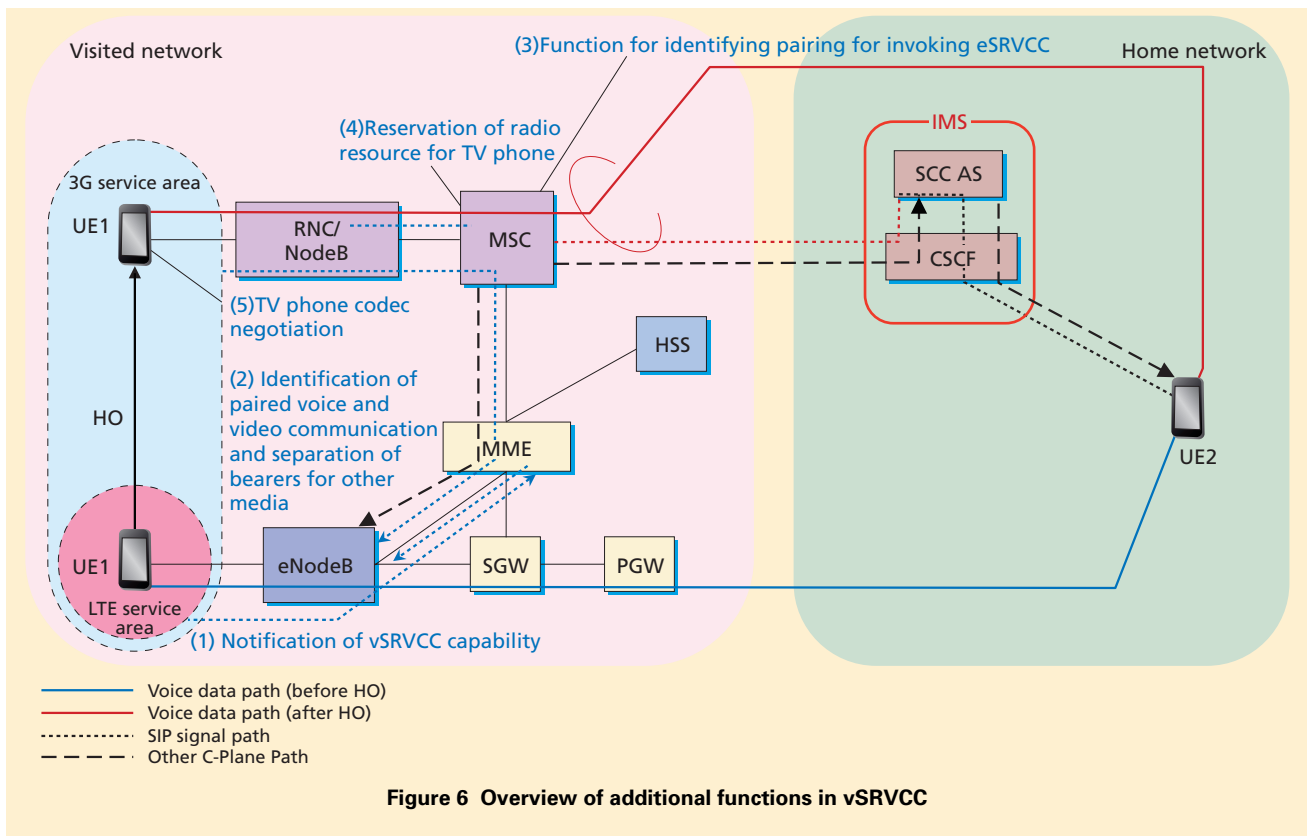 Visited network
(3)Function for identifying pairing for invoking eSRVCC
Home network
(4)Reservation of radio
resource for TV phone
IMS
3G service area
SCC AS
UE1
RNC/
NodeB
MSC
CSCF
(5)TV phone codec
negotiation
HSS
(2) Identification of
paired voice and
video communication
and separation of
bearers for other
media
HO
MME
UE2
UE1
eNodeB
SGW
PGW
LTE service
area
(1) Notification of vSRVCC capability
Voice data path (before HO)
Voice data path (after HO)
SIP signal path
Other C-Plane Path
Figure 6 Overview of additional functions in vSRVCC